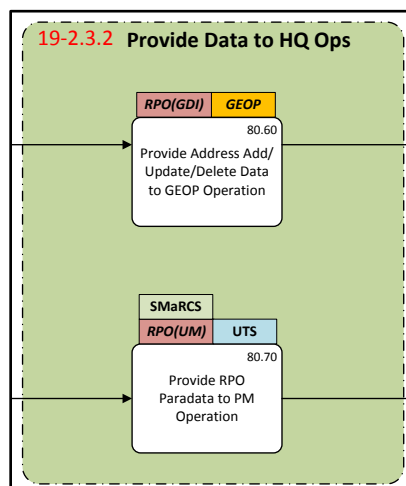 19-2.3.2 Provide Data to HQ Ops
RPO(GDI) GEOP
80.60
Provide Address Add/
Update/Delete Data
to GEOP Operation
SMaRCS
RPO(UM) UTS
80.70
Provide RPO
Paradata to PM
Operation